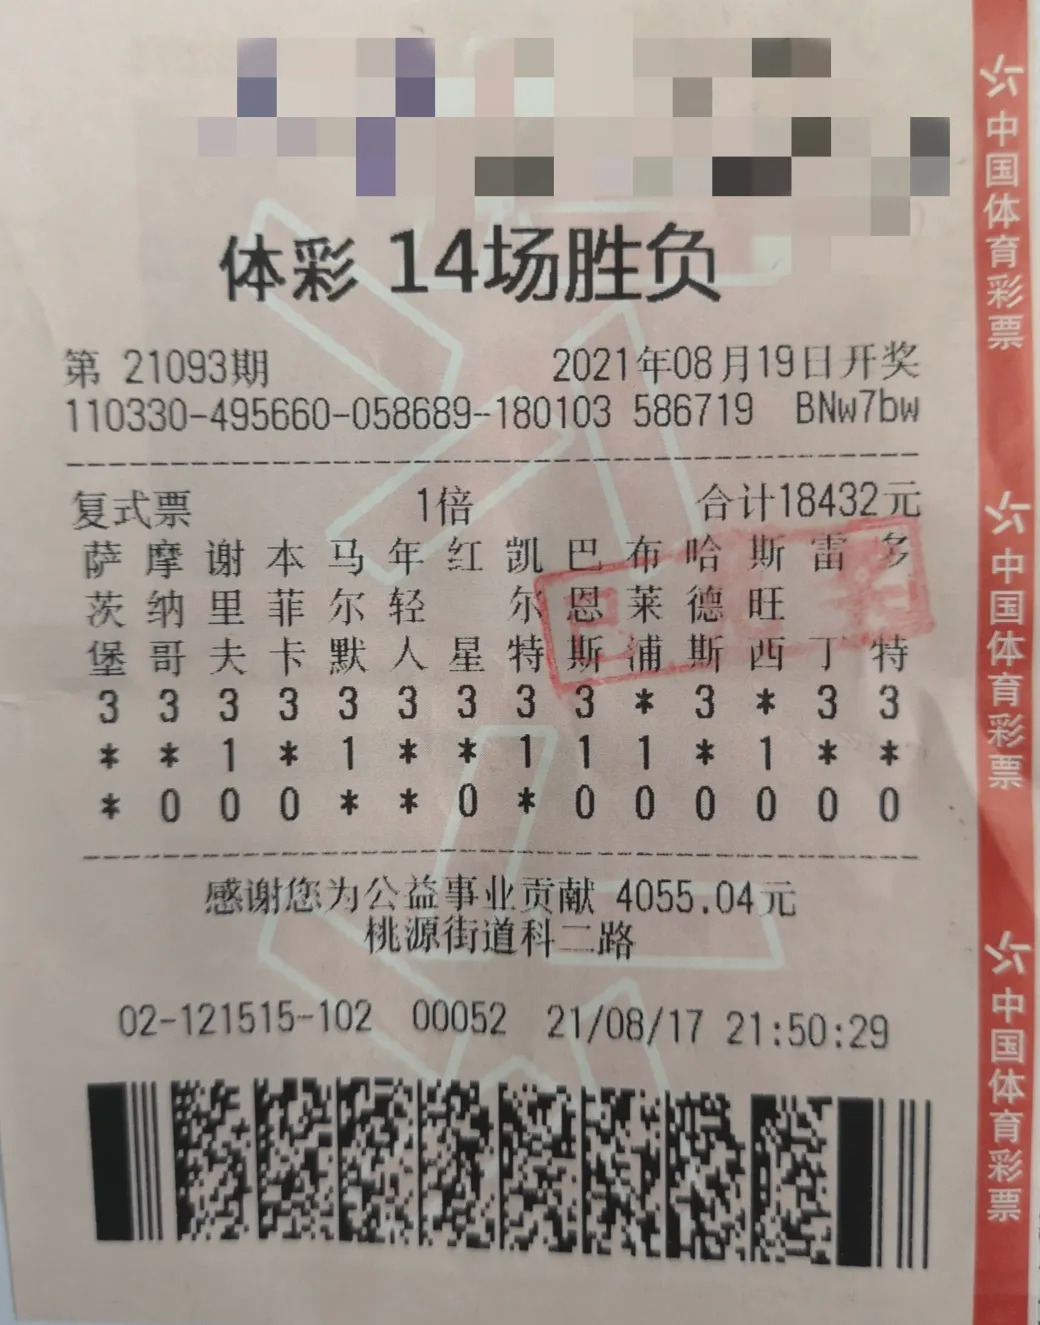 体彩 14场胜负
第 21093期 2021年08月19日开奖
110330-495660-058689-180103 586719 BNw7bw
复式票 1倍 合计18432元
萨 摩 谢 本 马 年 红 凯 巴 布 哈 斯 雷 多
茨 纳 里 菲 尔 轻 尔 恩 莱 德 旺
堡 哥 夫 卡 默 人 星 特 斯 浦 斯 西 丁 特
3 3 3 3 3 3 3 3 3 * 3 * 3 3
* * 1 * 1 * * 1 1 1 * 1 * *
* 0 0 0 * * 0 * 0 0 0 0 0 0
感谢您为公益事业贡献 4055.04元
桃源街道科二路
02-121515-102 00052 21/08/17 21:50:29
中国体育彩票
中国体育彩票
中国体育彩票